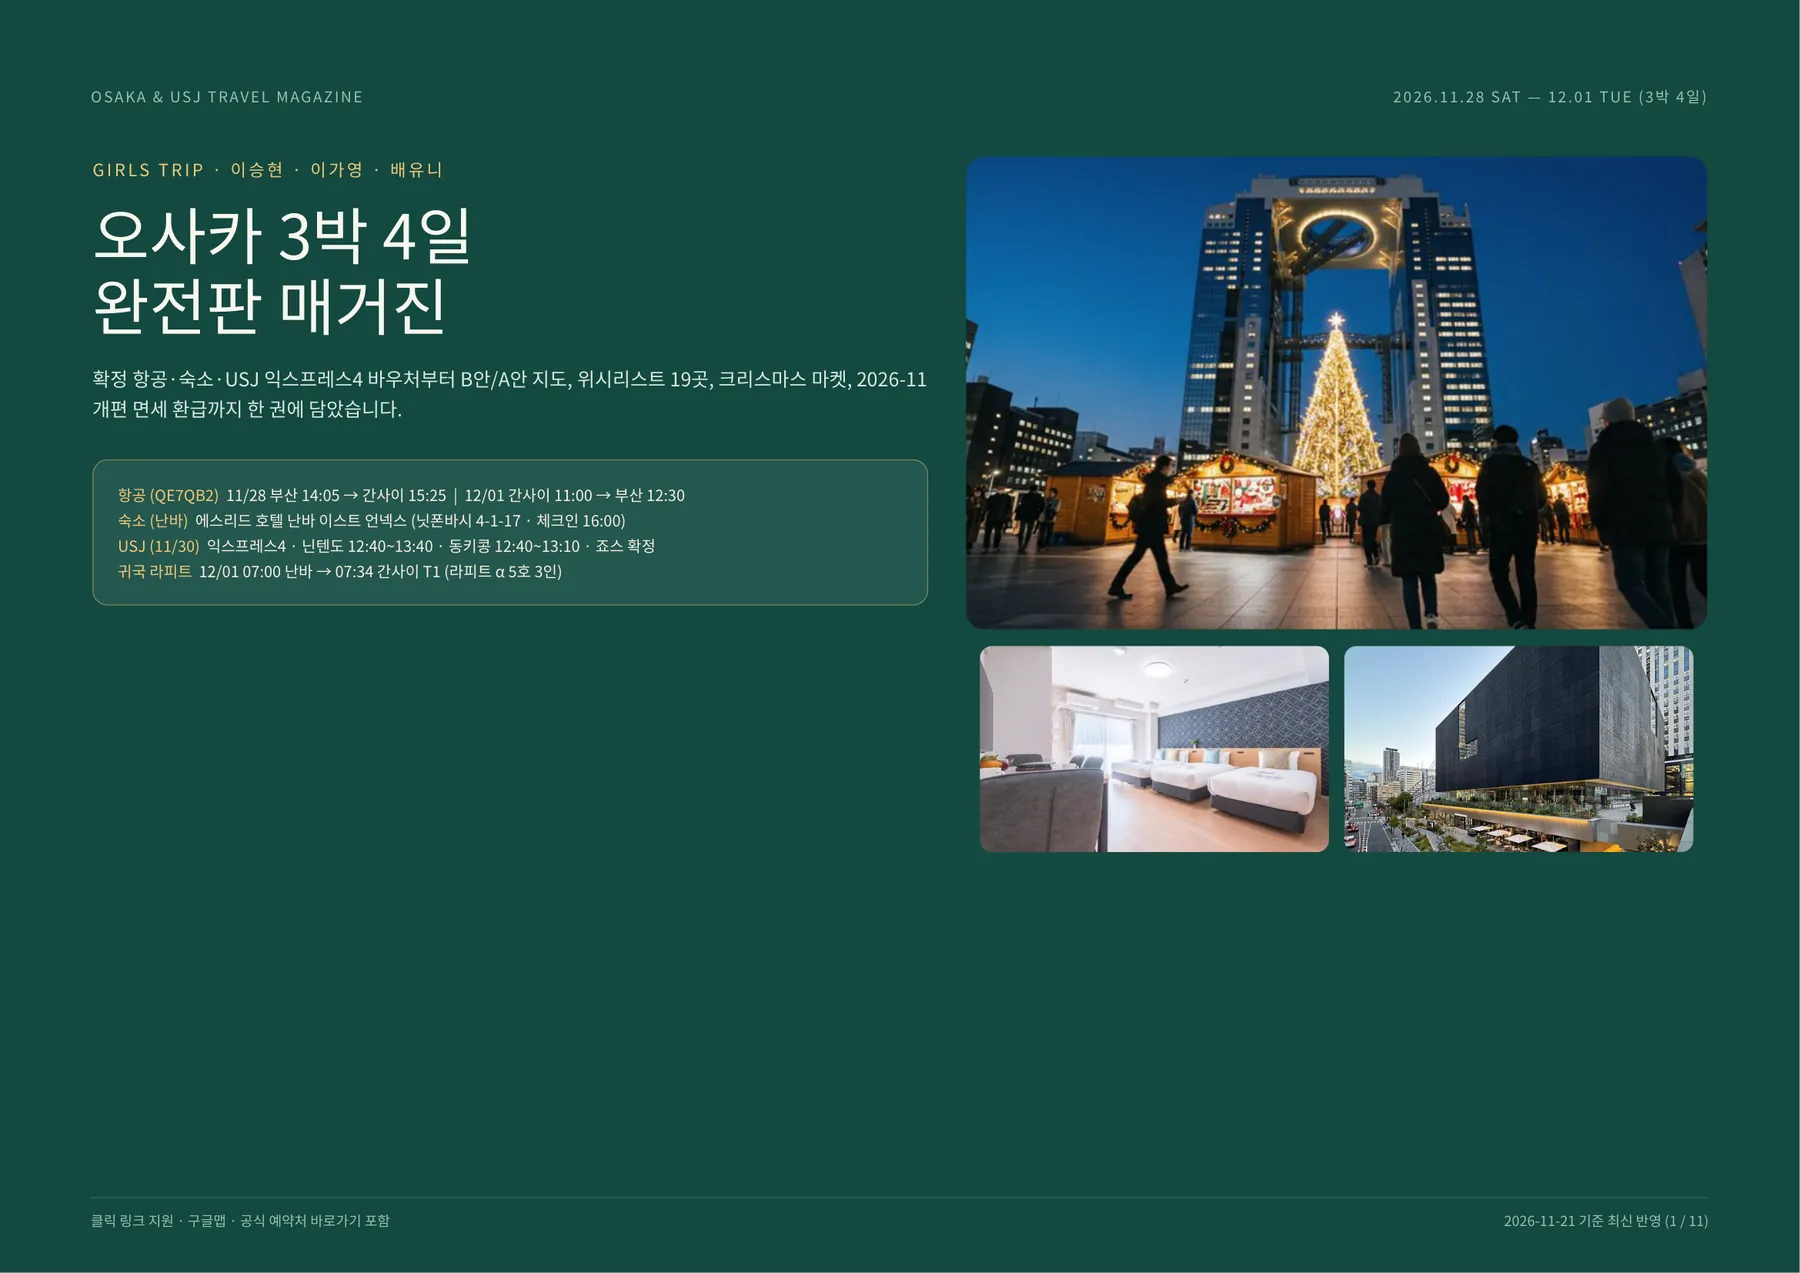 OSAKA & USJ TRAVEL MAGAZINE
2026.11.28 SAT — 12.01 TUE (3박 4일)
GIRLS TRIP · 이승현 · 이가영 · 배유니
오사카 3박 4일
완전판 매거진
확정 항공·숙소·USJ 익스프레스4 바우처부터 B안/A안 지도, 위시리스트 19곳, 크리스마스 마켓, 2026-11
개편 면세 환급까지 한 권에 담았습니다.
항공 (QE7QB2) 11/28 부산 14:05 → 간사이 15:25 | 12/01 간사이 11:00 → 부산 12:30
숙소 (난바) 에스리드 호텔 난바 이스트 언넥스 (닛폰바시 4-1-17 · 체크인 16:00)
USJ (11/30) 익스프레스4 · 닌텐도 12:40~13:40 · 동키콩 12:40~13:10 · 죠스 확정
귀국 라피트 12/01 07:00 난바 → 07:34 간사이 T1 (라피트 α 5호 3인)
클릭 링크 지원 · 구글맵 · 공식 예약처 바로가기 포함
2026-11-21 기준 최신 반영 (1 / 11)